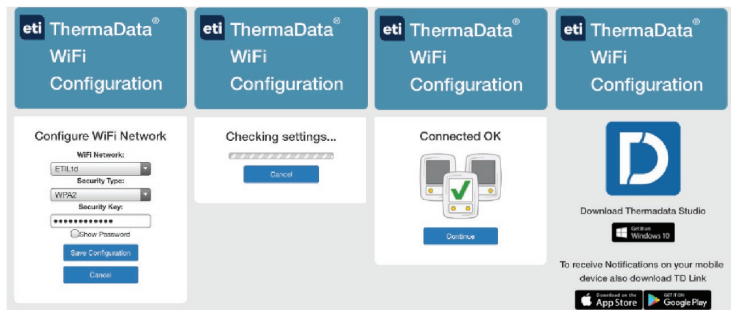 eti ThermaData®
WiFi
Configuration
Configure WiFi Network
WiFi Network:
ETILtd
Security Type:
WPA2
Security Key:
••••••••••••
Show Password
Save Configuration
Cancel
eti ThermaData®
WiFi
Configuration
Checking settings...
Cancel
eti ThermaData®
WiFi
Configuration
Connected OK
Continue
eti ThermaData®
WiFi
Configuration
Download Thermadata Studio
Get it on
Windows 10
To receive Notifications on your mobile
device also download TD Link
Download on the
App Store
GET IT ON
Google Play